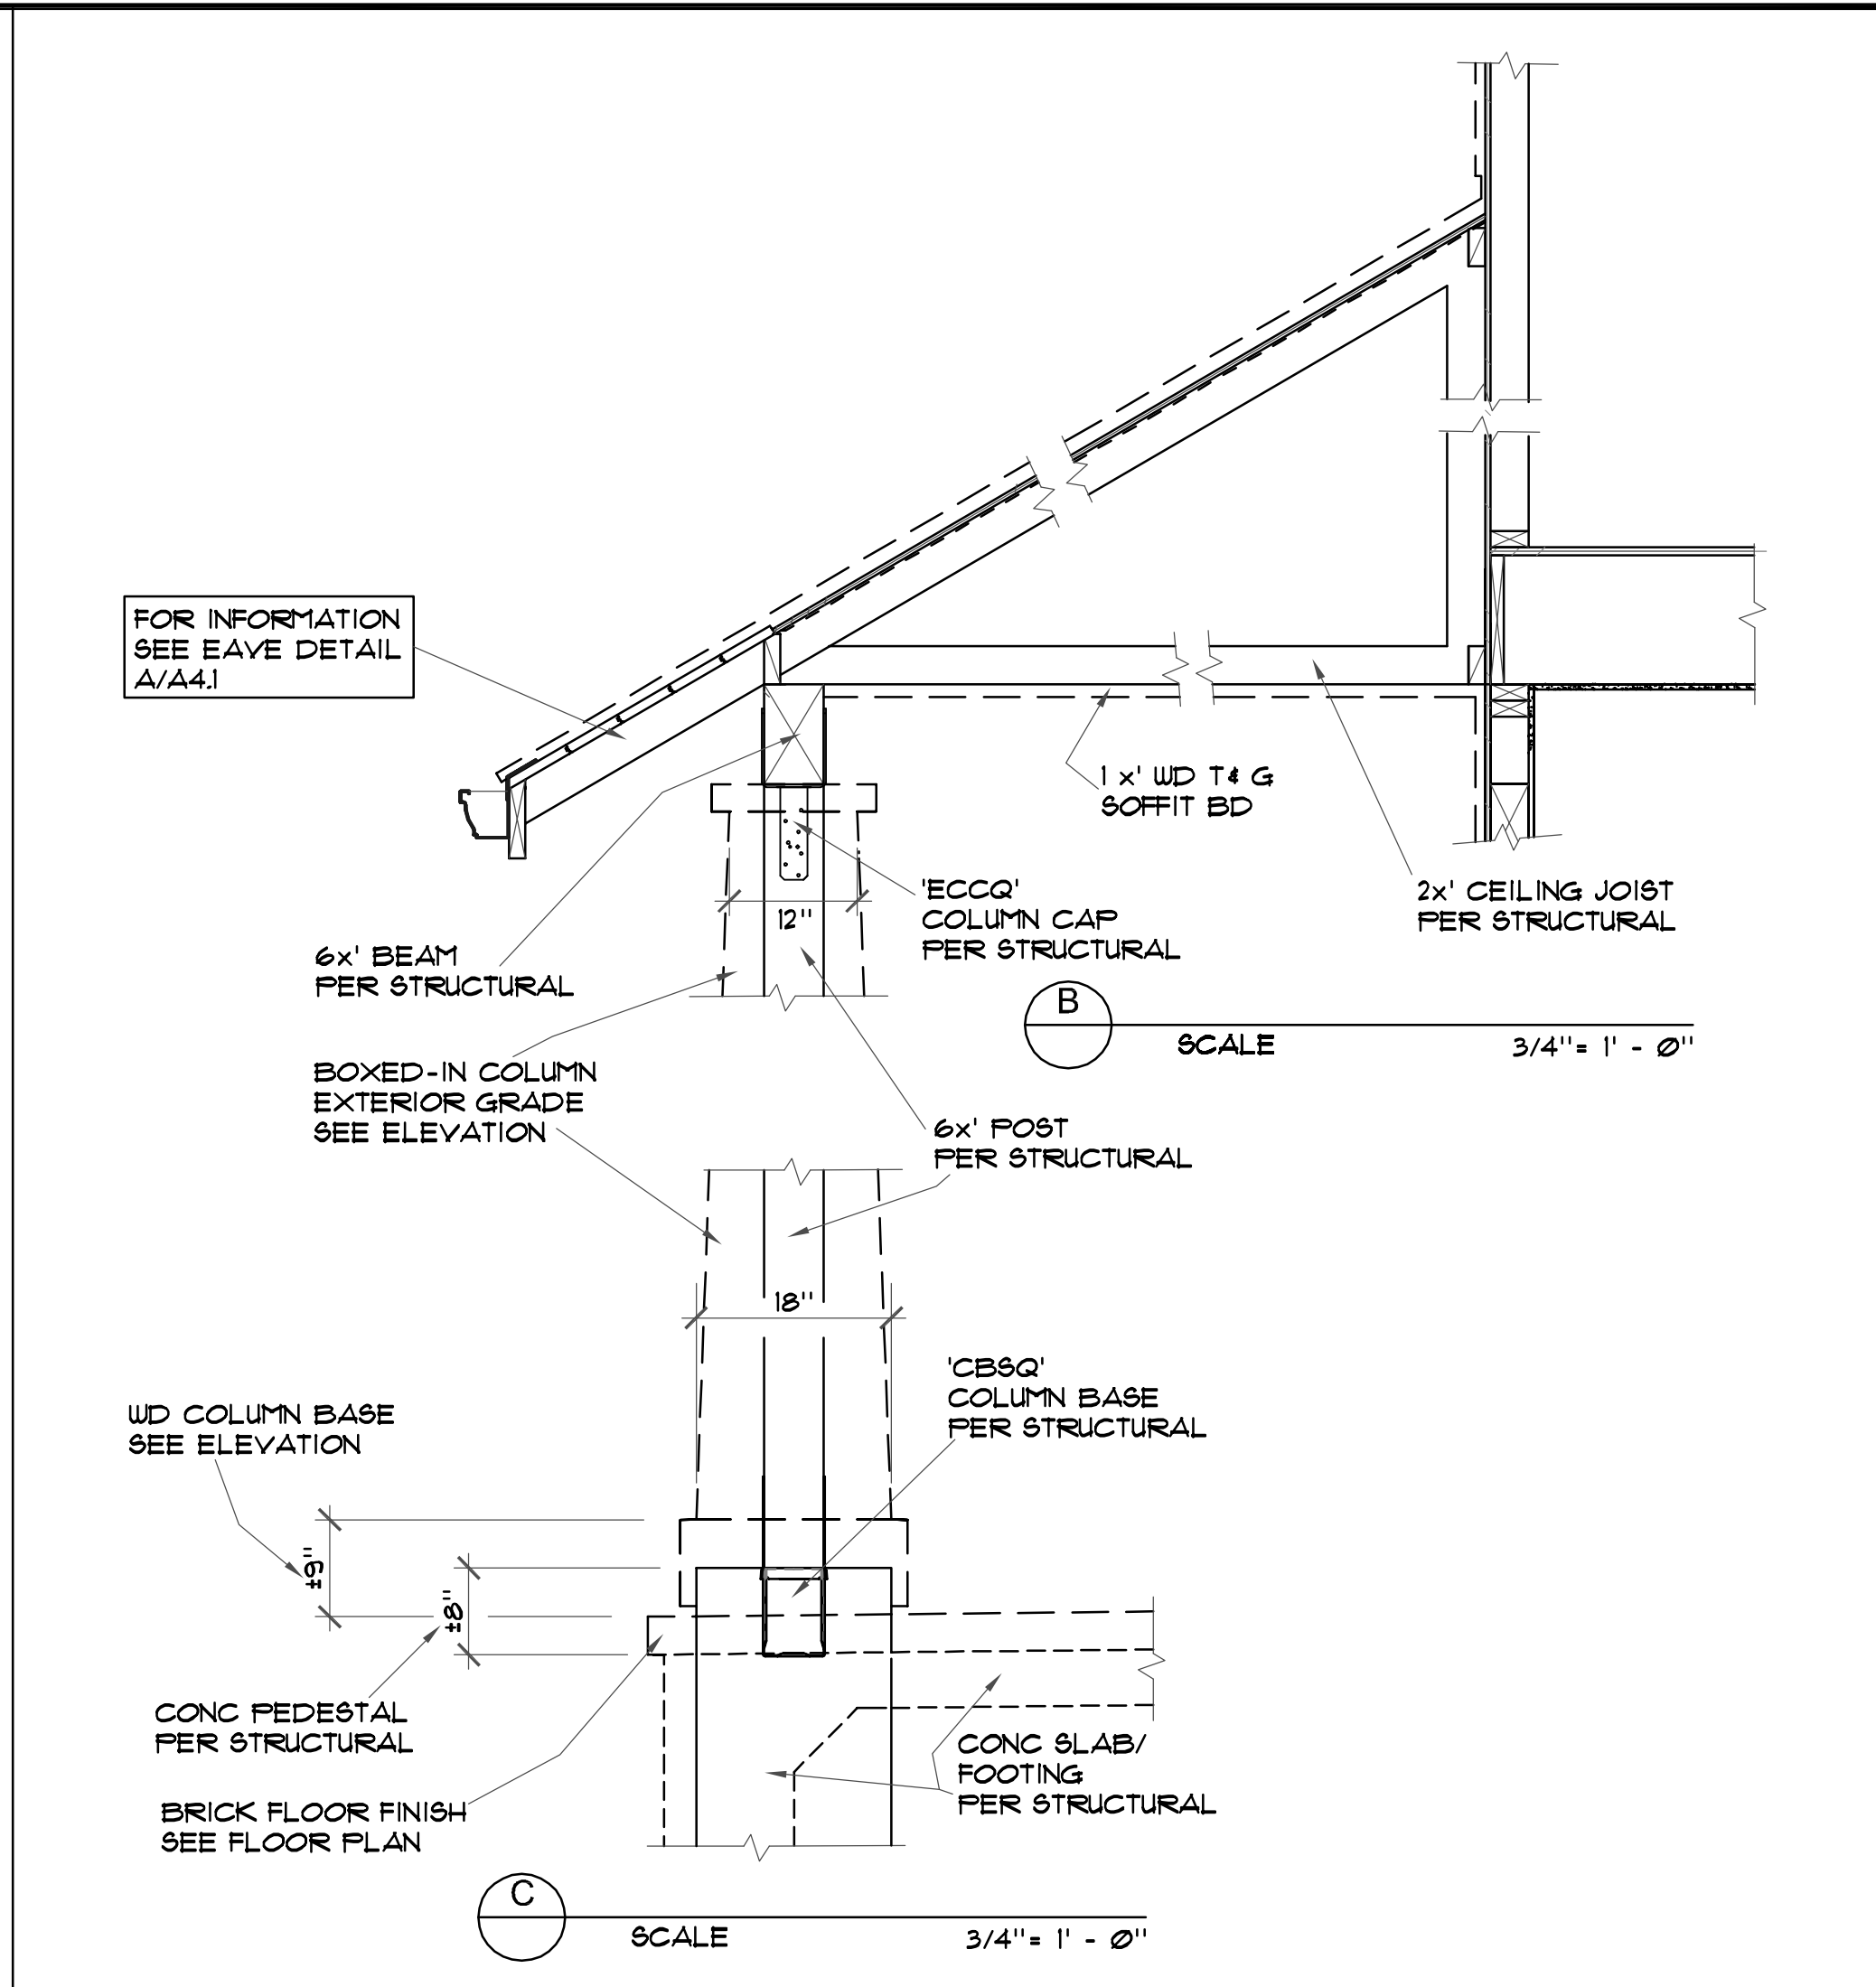 FOR INFORMATION
SEE EAVE DETAIL
A/A4.1
1 x' WD T & G
SOFFIT BD
'ECCQ'
COLUMN CAP
PER STRUCTURAL
2x' CEILING JOIST
PER STRUCTURAL
12"
6x' BEAM
PER STRUCTURAL
B
SCALE 3/4"= 1' - Ø"
BOXED-IN COLUMN
EXTERIOR GRADE
SEE ELEVATION
6x' POST
PER STRUCTURAL
18"
'CBSQ'
COLUMN BASE
PER STRUCTURAL
WD COLUMN BASE
SEE ELEVATION
±9"
±8"
CONC PEDESTAL
PER STRUCTURAL
CONC SLAB/
FOOTING
PER STRUCTURAL
BRICK FLOOR FINISH
SEE FLOOR PLAN
C
SCALE 3/4"= 1' - Ø"